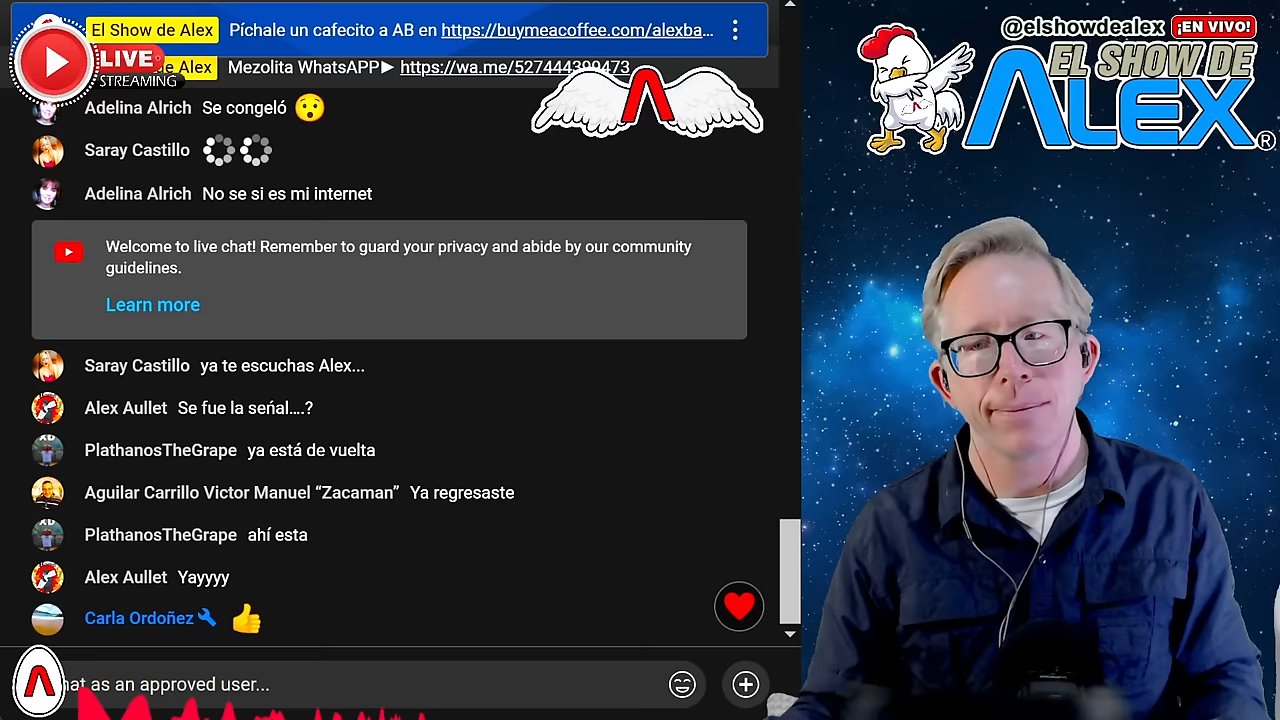 El Show de Alex Píchale un cafecito a AB en https://buymeacoffee.com/alexba...
LIVE
STREAMING
e Alex Mezolita WhatsAPP► https://wa.me/527444399473
@elshowdealex ¡EN VIVO!
EL SHOW DE
ALEX®
Adelina Alrich Se congeló 😯
Saray Castillo
Adelina Alrich No se si es mi internet
Welcome to live chat! Remember to guard your privacy and abide by our community
guidelines.
Learn more
Saray Castillo ya te escuchas Alex...
Alex Aullet Se fue la seńal....?
PlathanosTheGrape ya está de vuelta
Aguilar Carrillo Victor Manuel “Zacaman” Ya regresaste
PlathanosTheGrape ahí esta
Alex Aullet Yayyyy
Carla Ordoñez 👍
hat as an approved user...